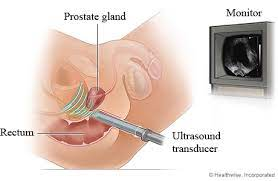 Prostate gland
Monitor
Rectum
Ultrasound
transducer
© Healthwise, Incorporated